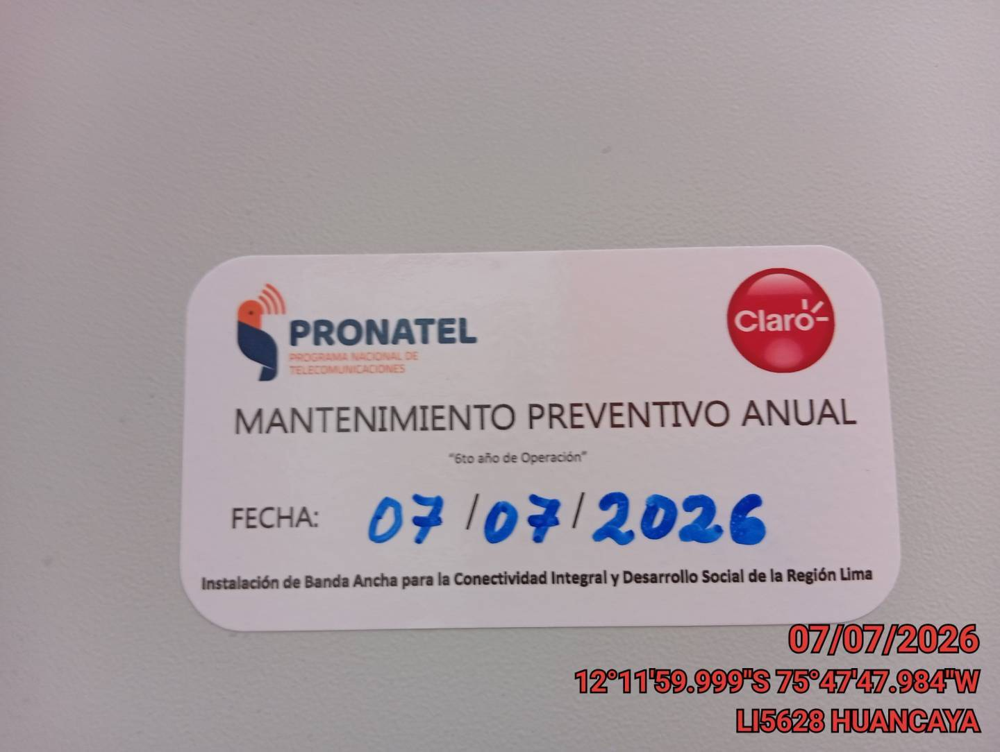 PRONATEL
PROGRAMA NACIONAL DE
TELECOMUNICACIONES
Claro
MANTENIMIENTO PREVENTIVO ANUAL
"6to año de Operación"
FECHA: 07/07/2026
Instalación de Banda Ancha para la Conectividad Integral y Desarrollo Social de la Región Lima
07/07/2026
12°11'59.999"S 75°47'47.984"W
LI5628 HUANCAYA